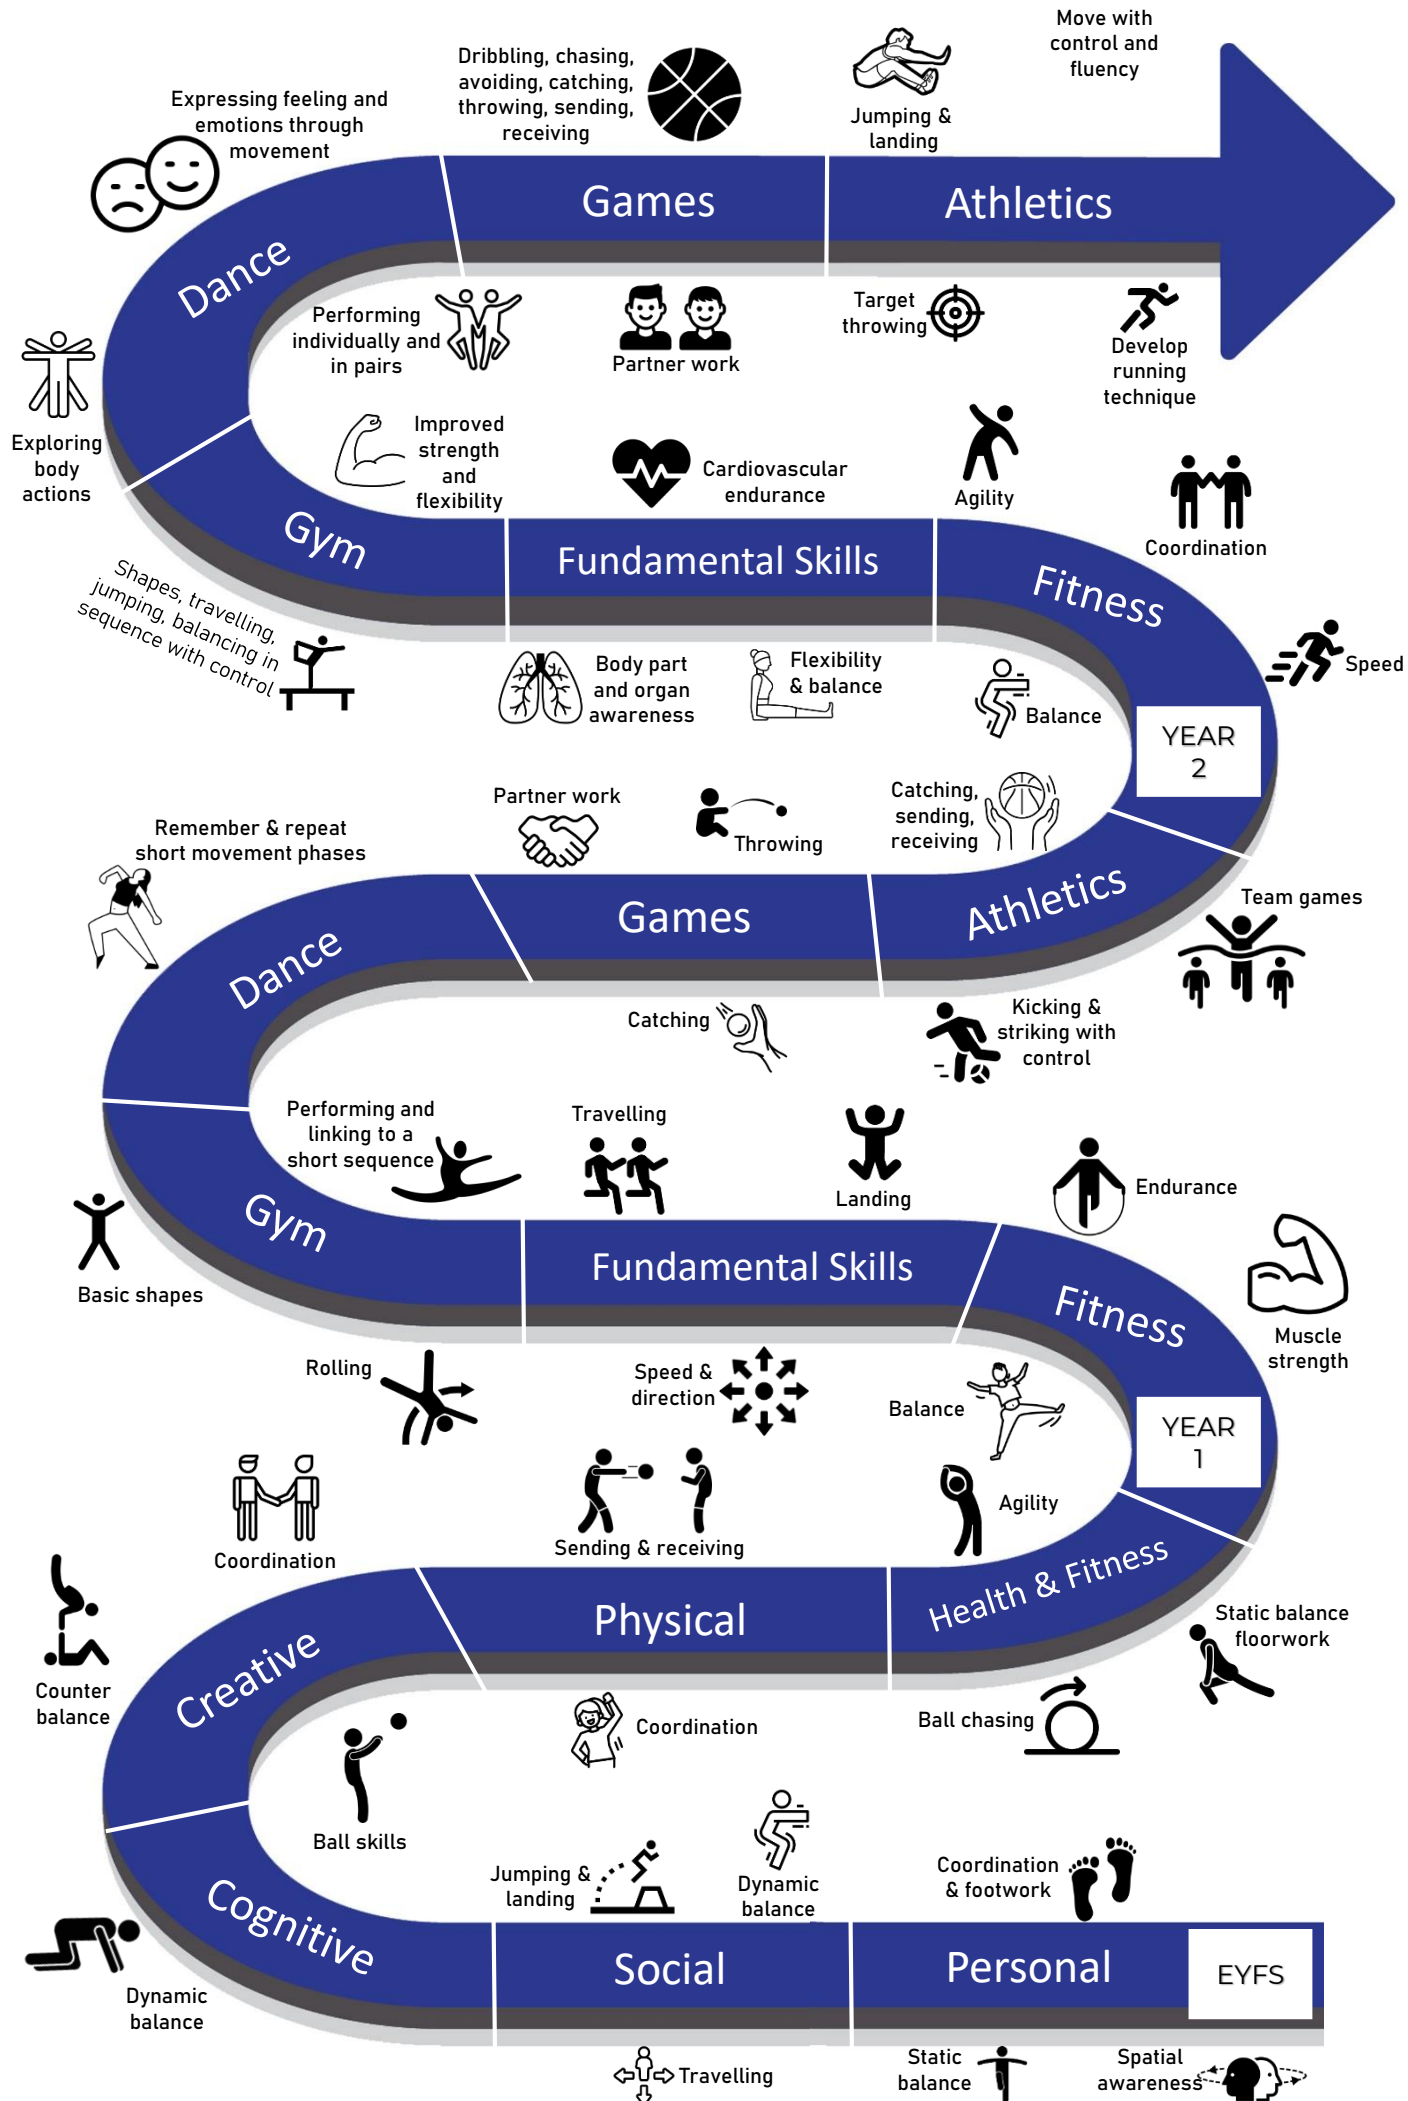 Move with
control and
fluency
Dribbling, chasing,
avoiding, catching,
throwing, sending,
receiving
Jumping &
landing
Expressing feeling and
emotions through
movement
Games
Athletics
Dance
Performing
individually and
in pairs
Partner work
Target
throwing
Develop
running
technique
Exploring
body
actions
Improved
strength
and
flexibility
Cardiovascular
endurance
Agility
Coordination
Gym
Fundamental Skills
Fitness
Shapes, travelling,
jumping, balancing in
sequence with control
Body part
and organ
awareness
Flexibility
& balance
Balance
Speed
YEAR
2
Partner work
Throwing
Catching,
sending,
receiving
Remember & repeat
short movement phases
Team games
Dance
Games
Athletics
Catching
Kicking &
striking with
control
Performing and
linking to a
short sequence
Travelling
Landing
Endurance
Basic shapes
Gym
Fundamental Skills
Fitness
Muscle
strength
Rolling
Speed &
direction
Balance
YEAR
1
Agility
Coordination
Sending & receiving
Counter
balance
Creative
Physical
Health & Fitness
Static balance
floorwork
Coordination
Ball chasing
Ball skills
Jumping &
landing
Dynamic
balance
Coordination
& footwork
Dynamic
balance
Cognitive
Social
Personal
EYFS
Travelling
Static
balance
Spatial
awareness